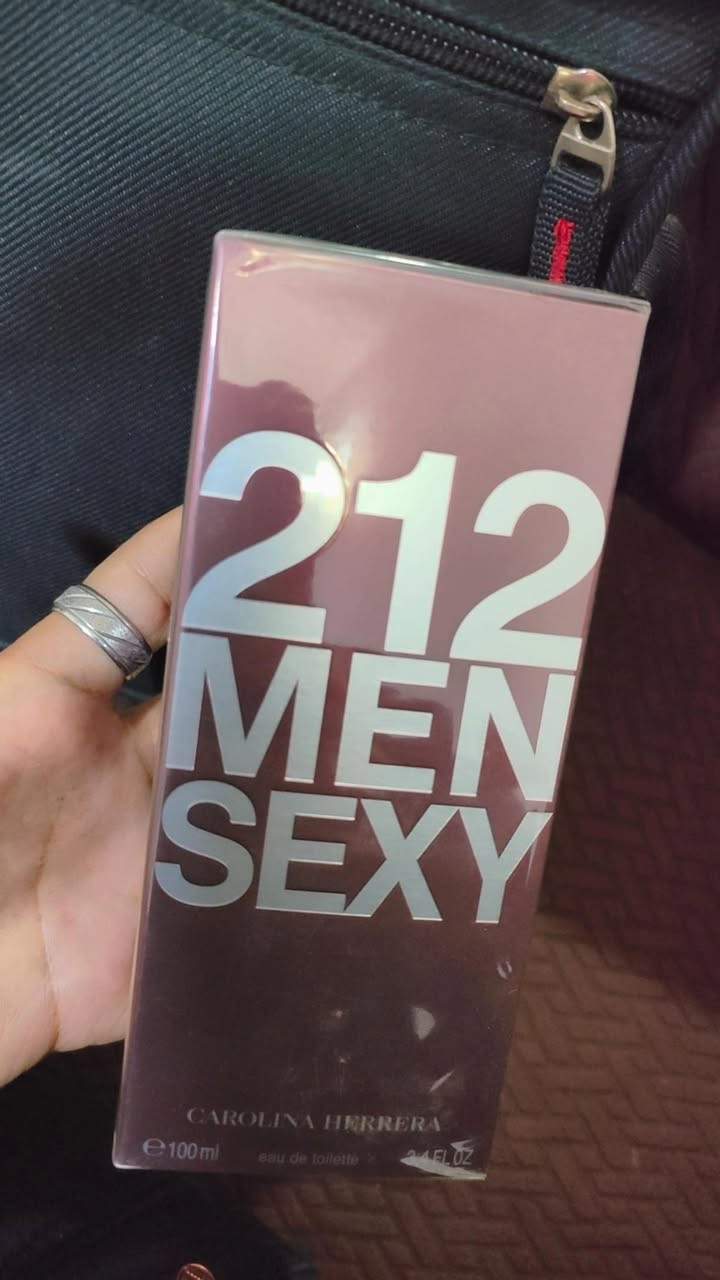 212
MEN
SEXY
CAROLINA HERRERA
℮100ml eau de toilette 3.4 FL OZ